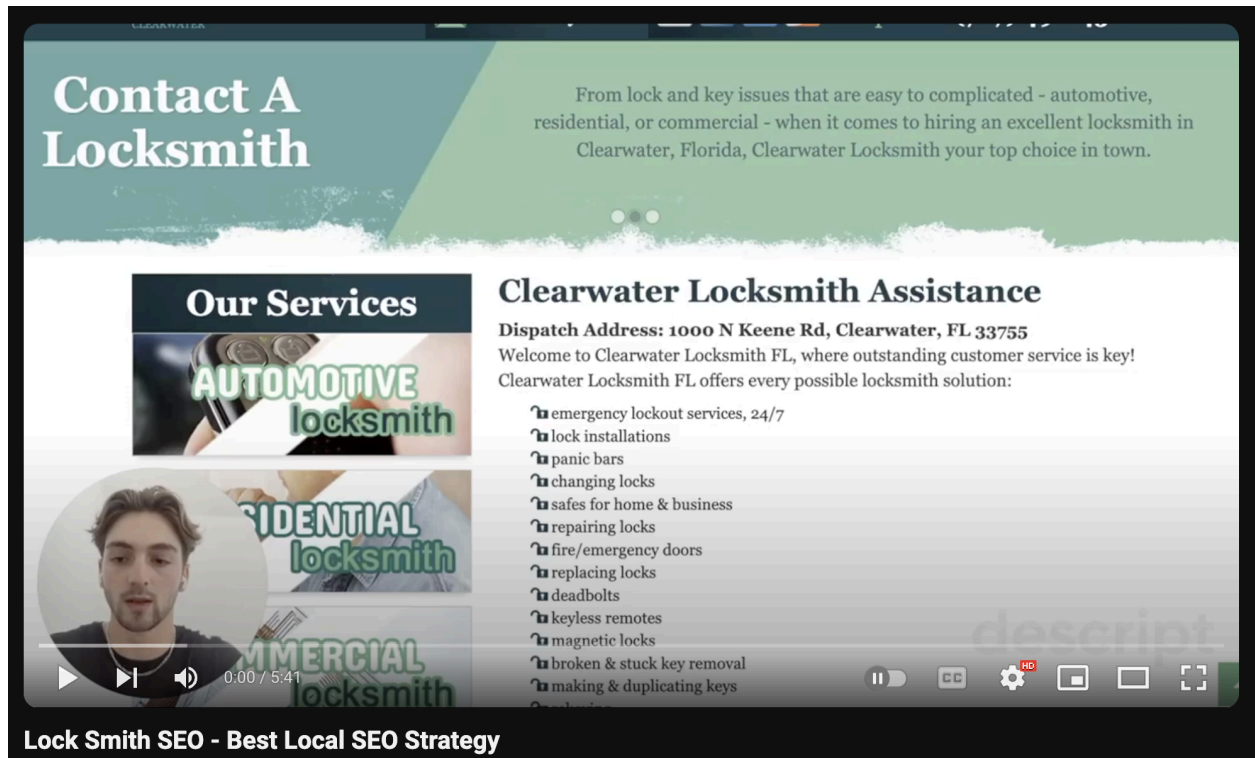 CLEARWATER
Contact A
Locksmith
From lock and key issues that are easy to complicated - automotive,
residential, or commercial - when it comes to hiring an excellent locksmith in
Clearwater, Florida, Clearwater Locksmith your top choice in town.
Our Services
AUTOMOTIVE
locksmith
SIDENTIAL
locksmith
MMERCIAL
locksmith
Clearwater Locksmith Assistance
Dispatch Address: 1000 N Keene Rd, Clearwater, FL 33755
Welcome to Clearwater Locksmith FL, where outstanding customer service is key!
Clearwater Locksmith FL offers every possible locksmith solution:
emergency lockout services, 24/7
lock installations
panic bars
changing locks
safes for home & business
repairing locks
fire/emergency doors
replacing locks
deadbolts
keyless remotes
magnetic locks
broken & stuck key removal
making & duplicating keys
descript
0:00 / 5:41
CC
HD
Lock Smith SEO - Best Local SEO Strategy